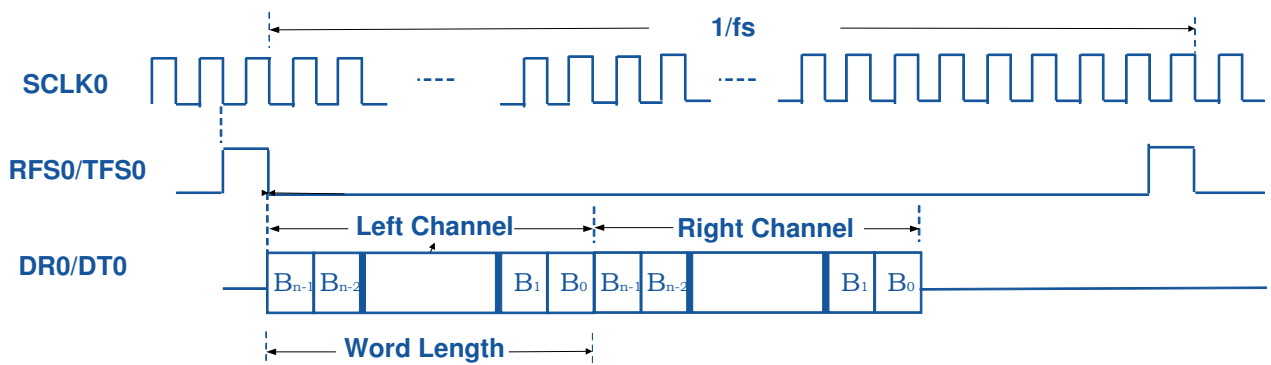 1/fs
SCLK0
RFS0/TFS0
Left Channel Right Channel
DR0/DT0 Bn-1 Bn-2 B1 B0 Bn-1 Bn-2 B1 B0
Word Length